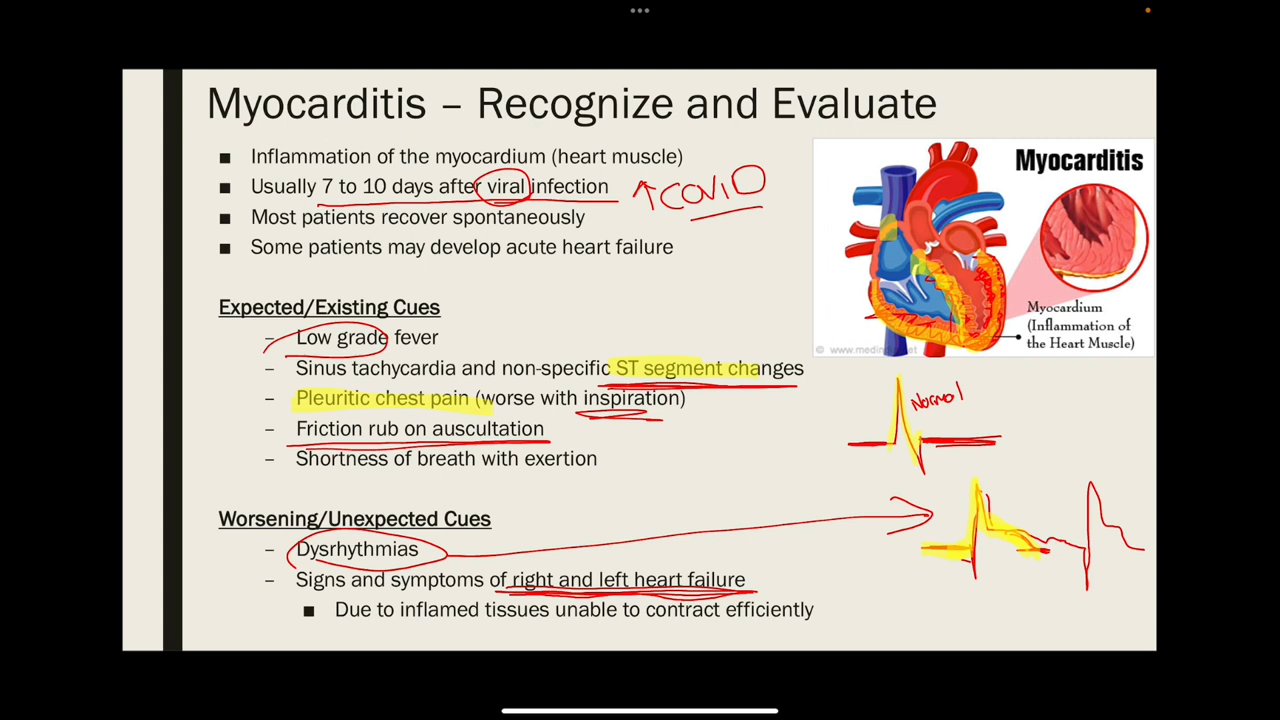 Myocarditis – Recognize and Evaluate
■ Inflammation of the myocardium (heart muscle)
■ Usually 7 to 10 days after viral infection ↑COVID
■ Most patients recover spontaneously
■ Some patients may develop acute heart failure
Expected/Existing Cues
– Low grade fever
– Sinus tachycardia and non-specific ST segment changes
– Pleuritic chest pain (worse with inspiration)
– Friction rub on auscultation
– Shortness of breath with exertion
Worsening/Unexpected Cues
– Dysrhythmias
– Signs and symptoms of right and left heart failure
■ Due to inflamed tissues unable to contract efficiently
Myocarditis
Myocardium
(Inflammation of
the Heart Muscle)
Normal